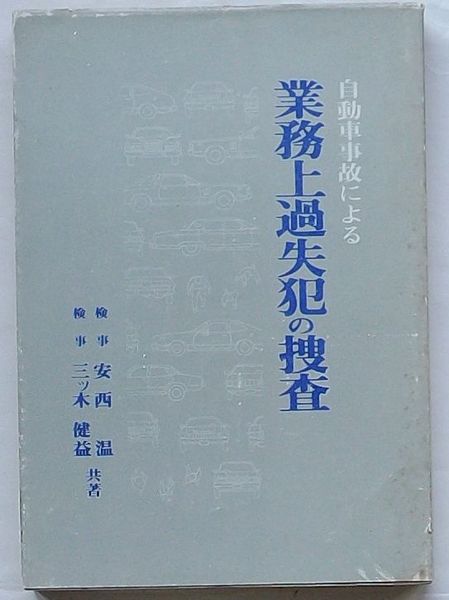 自動車事故による
業務上過失犯の捜査
検事 安西温
検事 三ッ木健益 共著